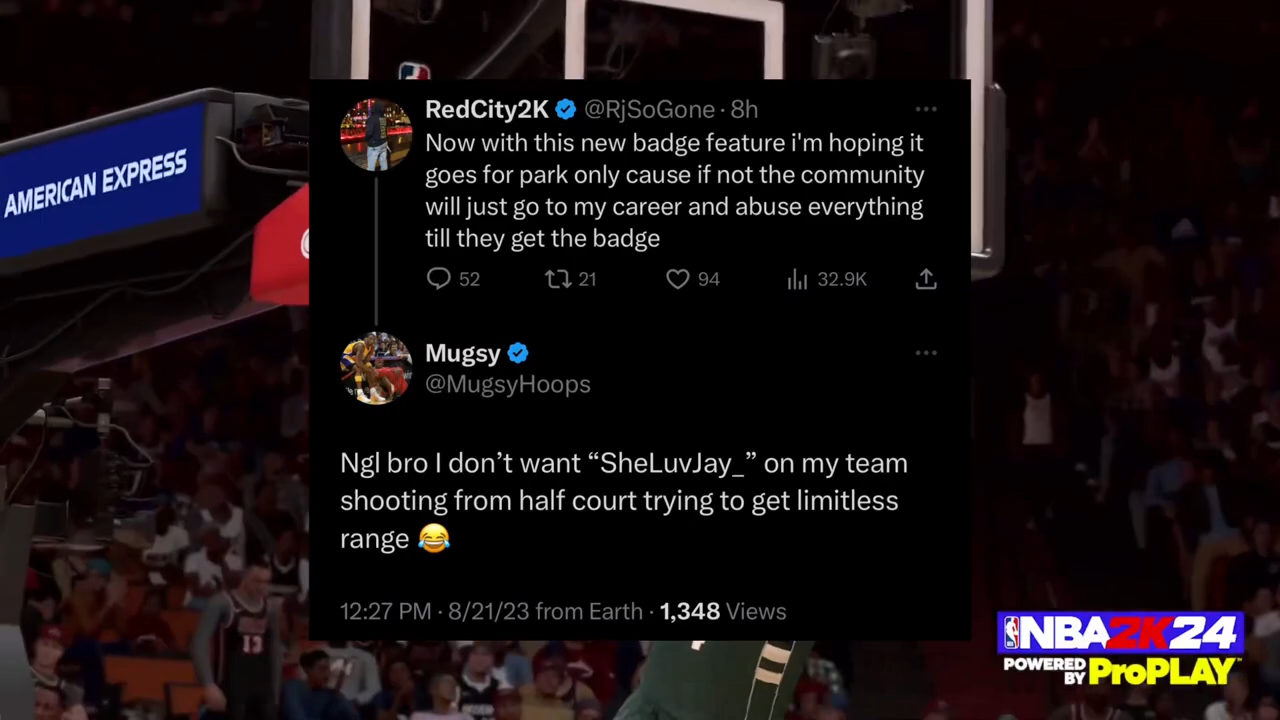 AMERICAN EXPRESS
RedCity2K @RjSoGone · 8h
Now with this new badge feature i'm hoping it
goes for park only cause if not the community
will just go to my career and abuse everything
till they get the badge
52 21 94 32.9K
Mugsy
@MugsyHoops
Ngl bro I don’t want “SheLuvJay_” on my team
shooting from half court trying to get limitless
range 😂
12:27 PM · 8/21/23 from Earth · 1,348 Views
13
NBA2K24
POWERED
BY ProPLAY™